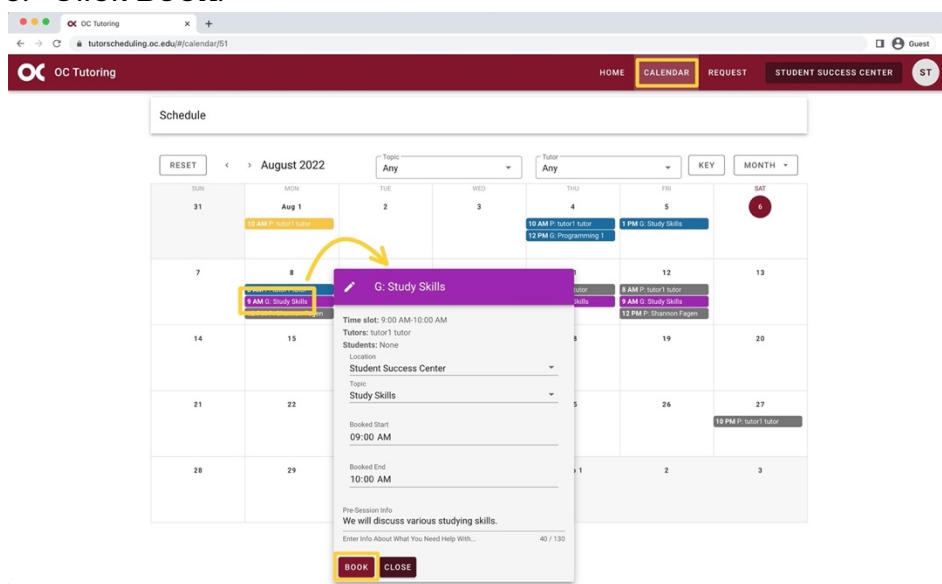 OC Tutoring
tutorscheduling.oc.edu/#/calendar/51
Guest
OC Tutoring
HOME CALENDAR REQUEST STUDENT SUCCESS CENTER ST
Schedule
RESET August 2022 Topic Any Tutor Any KEY MONTH
SUN MON TUE WED THU FRI SAT
31 Aug 1 2 3 4 5 6
10 AM P: tutor1 tutor 10 AM P: tutor1 tutor 1 PM G: Study Skills
12 PM G: Programming 1
7 8 12 13
tutor 8 AM P: tutor1 tutor
9 AM G: Study Skills Skills 9 AM G: Study Skills
12 PM P: Shannon Fagen
14 15 19 20
21 22 26 27
10 PM P: tutor1 tutor
28 29 1 2 3
G: Study Skills
Time slot: 9:00 AM-10:00 AM
Tutors: tutor1 tutor
Students: None
Location
Student Success Center
Topic
Study Skills
Booked Start
09:00 AM
Booked End
10:00 AM
Pre-Session Info
We will discuss various studying skills.
Enter Info About What You Need Help With... 40 / 130
BOOK CLOSE